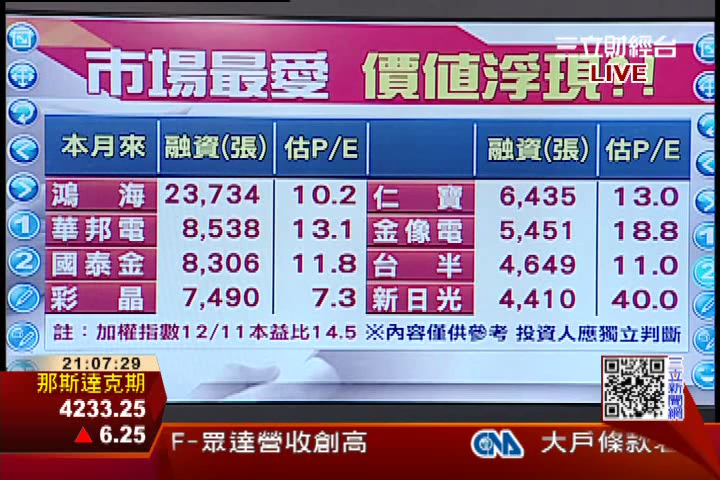 三立財經台
LIVE
市場最愛 價值浮現?!
本月來 融資(張) 估P/E 融資(張) 估P/E
鴻海 23,734 10.2 仁寶 6,435 13.0
華邦電 8,538 13.1 金像電 5,451 18.8
國泰金 8,306 11.8 台半 4,649 11.0
彩晶 7,490 7.3 新日光 4,410 40.0
註：加權指數12/11本益比14.5 ※內容僅供參考 投資人應獨立判斷
21:07:29
那斯達克期
4233.25
▲6.25
三立新聞網
F-眾達營收創高 CNA 大戶條款